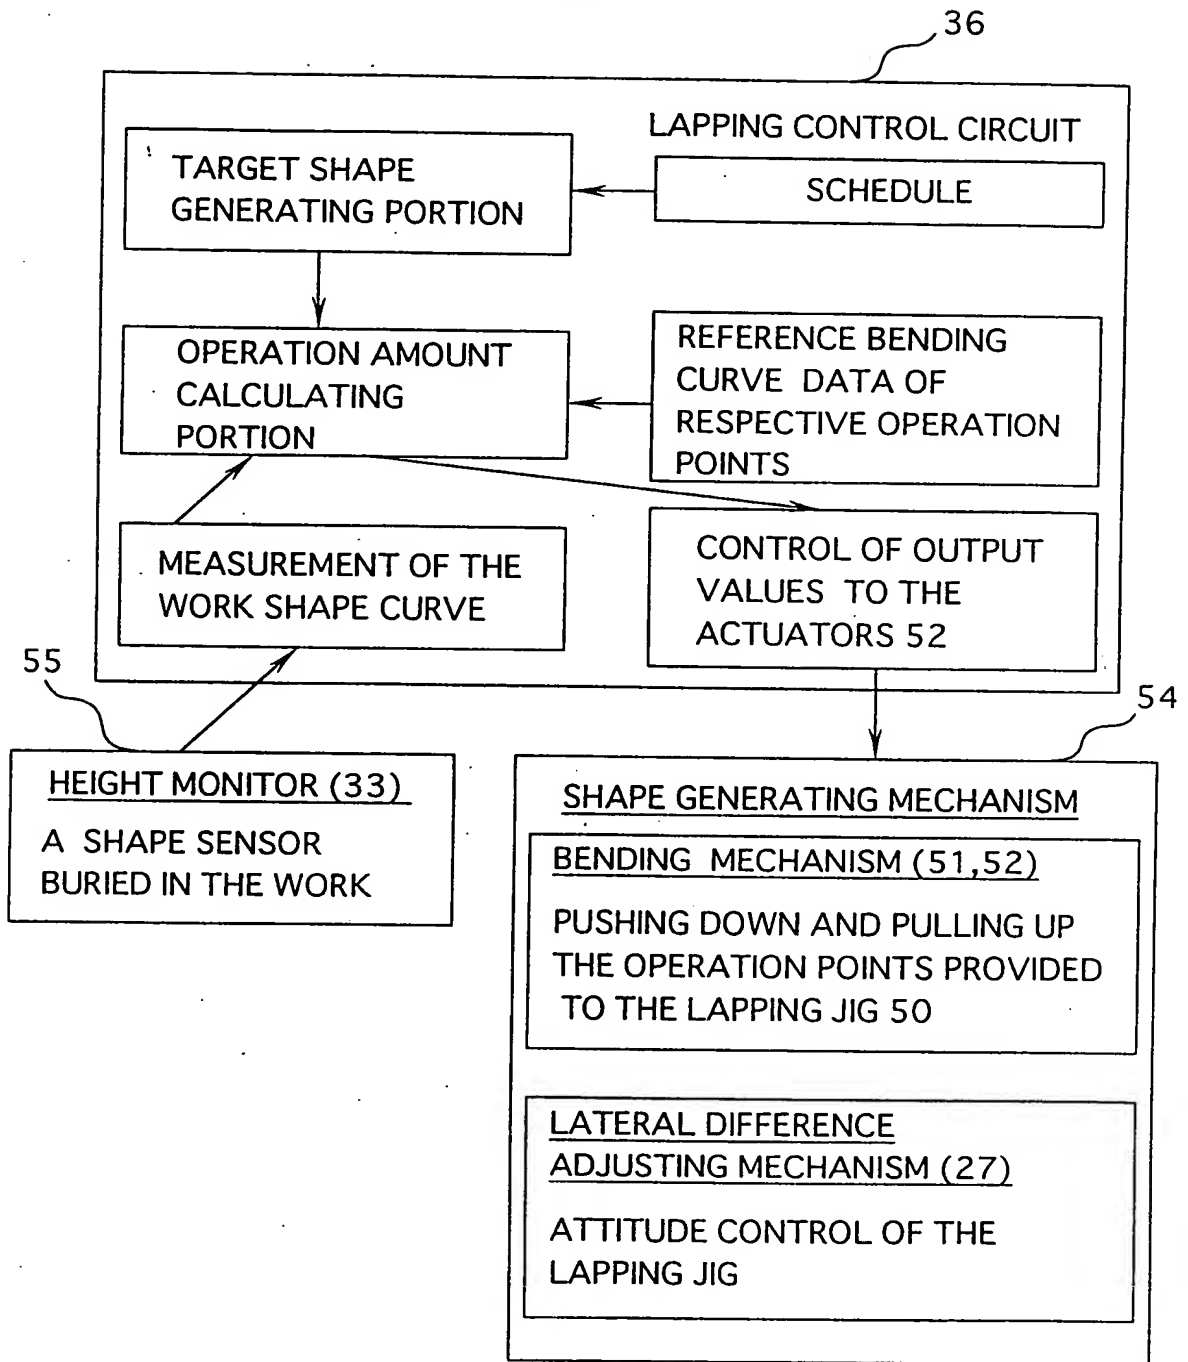 36
LAPPING CONTROL CIRCUIT
TARGET SHAPE
GENERATING PORTION
SCHEDULE
OPERATION AMOUNT
CALCULATING
PORTION
REFERENCE BENDING
CURVE DATA OF
RESPECTIVE OPERATION
POINTS
MEASUREMENT OF THE
WORK SHAPE CURVE
CONTROL OF OUTPUT
VALUES TO THE
ACTUATORS 52
55
HEIGHT MONITOR (33)
A SHAPE SENSOR
BURIED IN THE WORK
54
SHAPE GENERATING MECHANISM
BENDING MECHANISM (51,52)
PUSHING DOWN AND PULLING UP
THE OPERATION POINTS PROVIDED
TO THE LAPPING JIG 50
LATERAL DIFFERENCE
ADJUSTING MECHANISM (27)
ATTITUDE CONTROL OF THE
LAPPING JIG